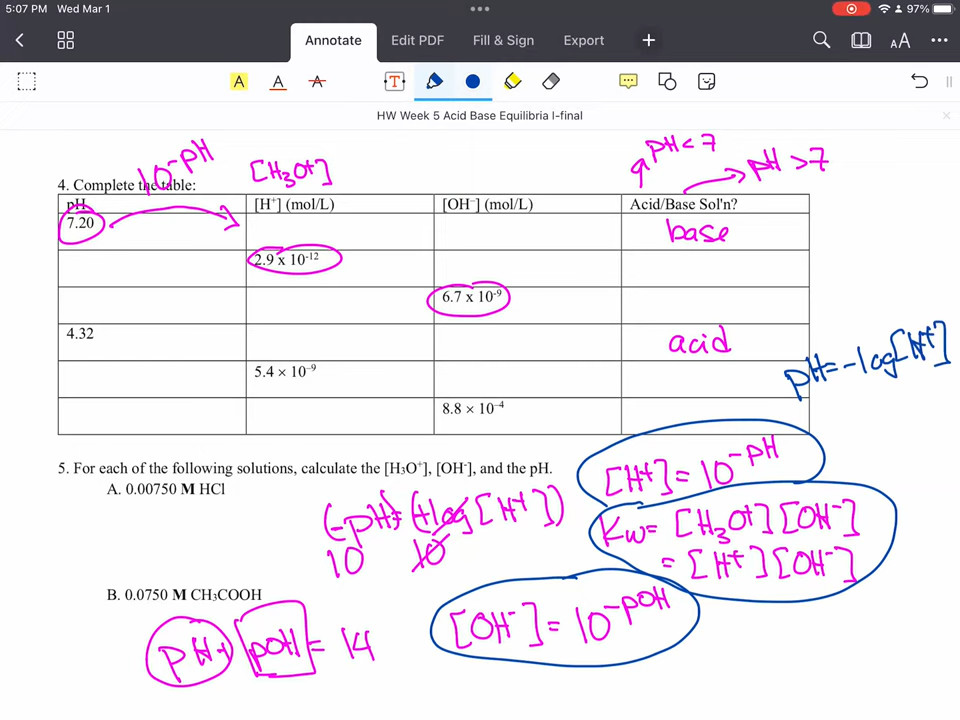 5:07 PM Wed Mar 1
97%
Annotate
Edit PDF
Fill & Sign
Export
HW Week 5 Acid Base Equilibria I-final
10⁻ᵖᴴ
[H₃O⁺]
pH < 7
pH > 7
4. Complete the table:
pH
[H⁺] (mol/L)
[OH⁻] (mol/L)
Acid/Base Sol'n?
7.20
base
2.9 x 10⁻¹²
6.7 x 10⁻⁹
4.32
acid
pH = -log[H⁺]
5.4 × 10⁻⁹
8.8 × 10⁻⁴
5. For each of the following solutions, calculate the [H₃O⁺], [OH⁻], and the pH.
A. 0.00750 M HCl
[H⁺] = 10⁻ᵖᴴ
(-pH) = (+log[H⁺])
10 10
Kw = [H₃O⁺][OH⁻]
= [H⁺][OH⁻]
B. 0.0750 M CH₃COOH
[OH⁻] = 10⁻ᵖᴼᴴ
pH + pOH = 14